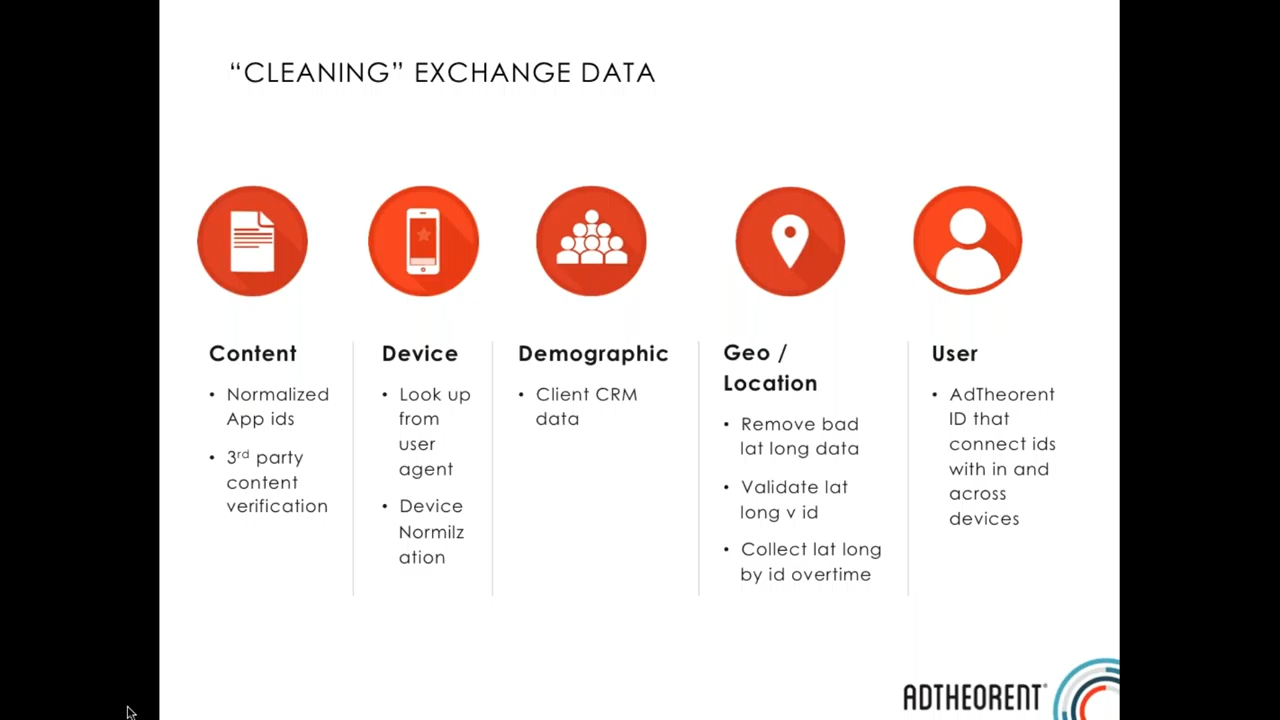 “CLEANING” EXCHANGE DATA
Content
• Normalized
App ids
• 3rd party
content
verification
Device
• Look up
from
user
agent
• Device
Normilz
ation
Demographic
• Client CRM
data
Geo /
Location
• Remove bad
lat long data
• Validate lat
long v id
• Collect lat long
by id overtime
User
• AdTheorent
ID that
connect ids
with in and
across
devices
ADTHEORENT®